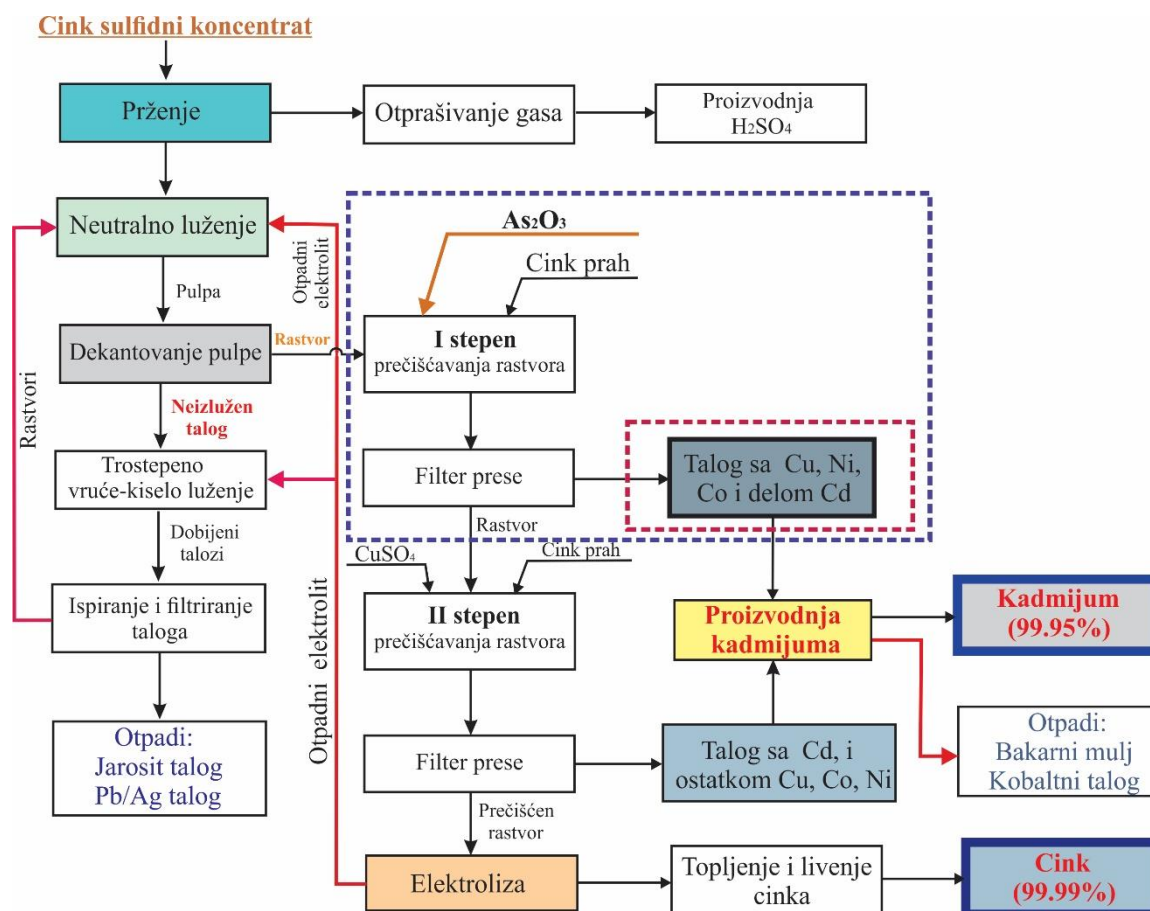 Cink sulfidni koncentrat
Prženje
Otprašivanje gasa
Proizvodnja
H₂SO₄
Neutralno luženje
Otpadni
elektrolit
As₂O₃
Cink prah
Pulpa
Dekantovanje pulpe
Rastvor
I stepen
prečišćavanja rastvora
Rastvori
Neizlužen
talog
Trostepeno
vruće-kiselo luženje
Filter prese
Talog sa Cu, Ni,
Co i delom Cd
Dobijeni
talozi
Rastvor
CuSO₄
Cink prah
Ispiranje i filtriranje
taloga
II stepen
prečišćavanja rastvora
Proizvodnja
kadmijuma
Kadmijum
(99.95%)
Otpadni elektrolit
Otpadi:
Jarosit talog
Pb/Ag talog
Filter prese
Talog sa Cd, i
ostatkom Cu, Co, Ni
Otpadi:
Bakarni mulj
Kobaltni talog
Prečišćen
rastvor
Elektroliza
Topljenje i livenje
cinka
Cink
(99.99%)